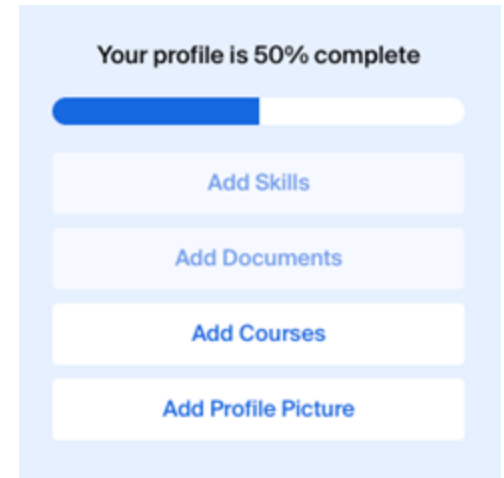 Your profile is 50% complete
Add Skills
Add Documents
Add Courses
Add Profile Picture